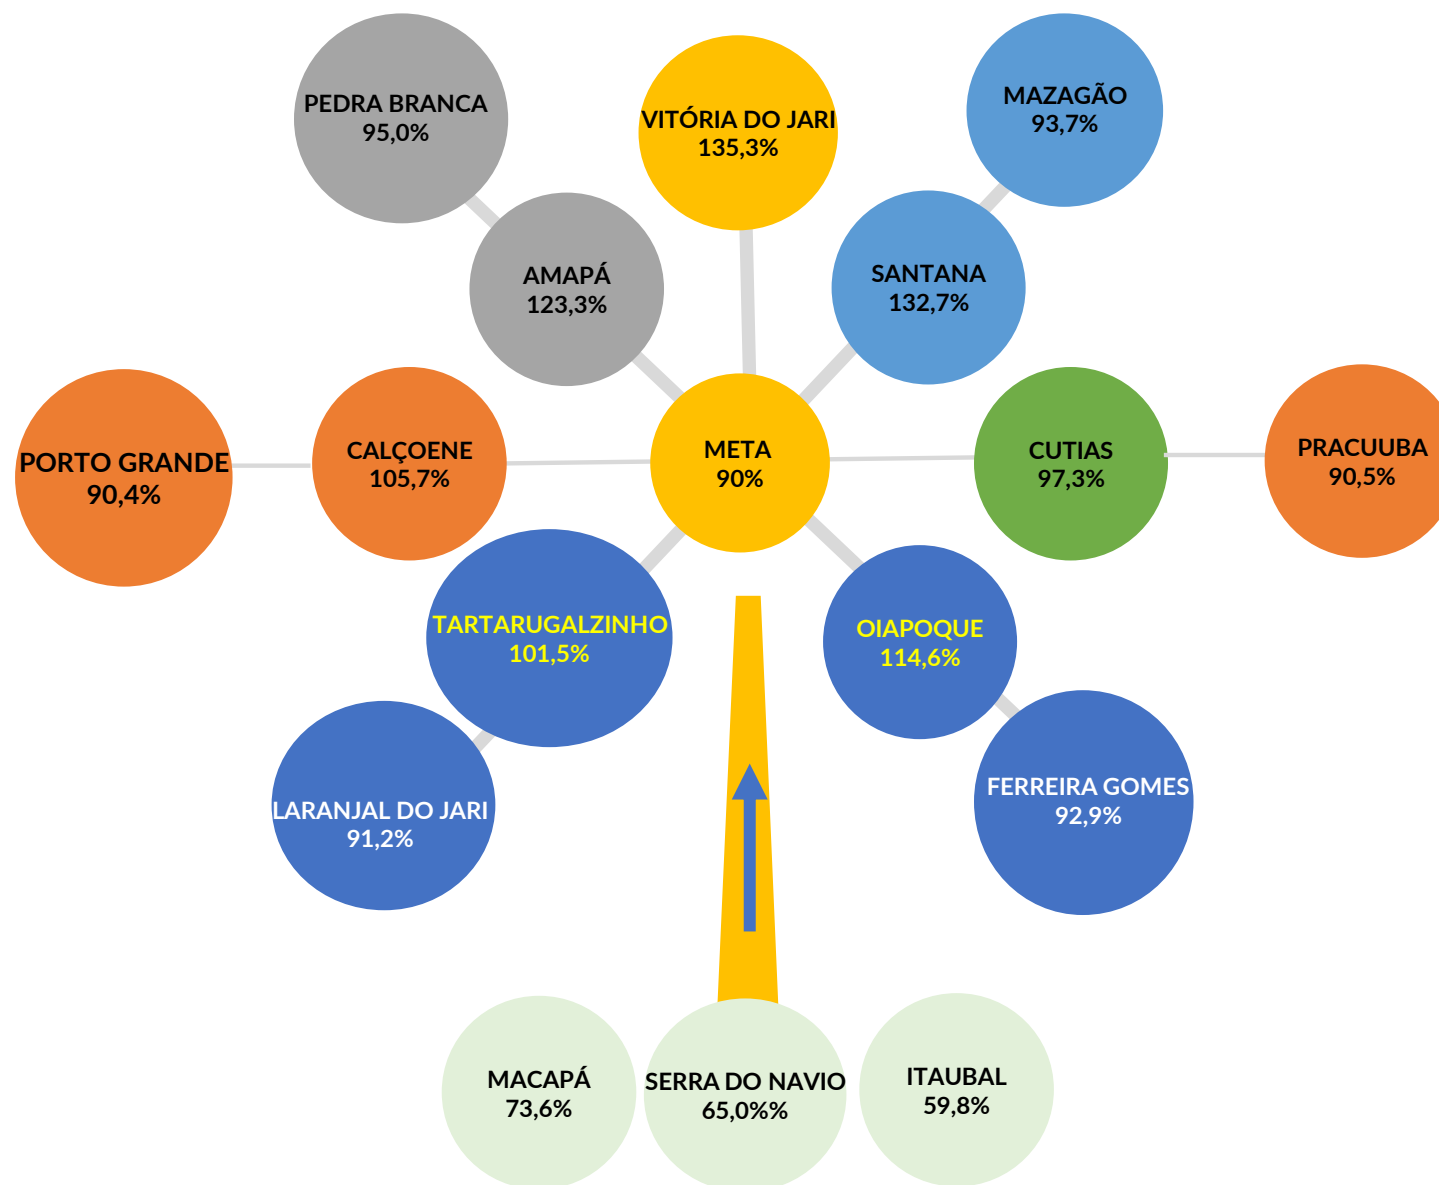 PEDRA BRANCA
95,0%
VITÓRIA DO JARI
135,3%
MAZAGÃO
93,7%
AMAPÁ
123,3%
SANTANA
132,7%
PORTO GRANDE
90,4%
CALÇOENE
105,7%
META
90%
CUTIAS
97,3%
PRACUUBA
90,5%
TARTARUGALZINHO
101,5%
OIAPOQUE
114,6%
LARANJAL DO JARI
91,2%
FERREIRA GOMES
92,9%
MACAPÁ
73,6%
SERRA DO NAVIO
65,0%%
ITAUBAL
59,8%